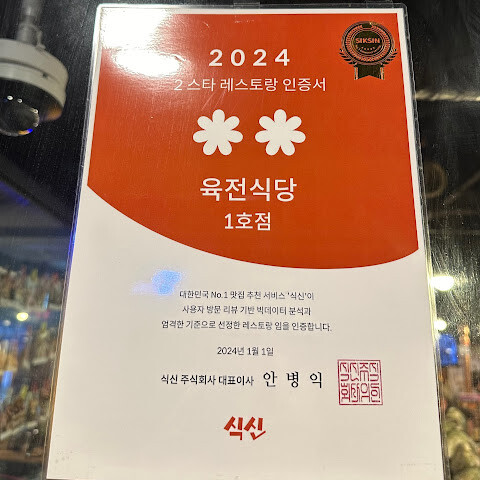 SIKSIN
2024
2 스타 레스토랑 인증서
육전식당
1호점
대한민국 No.1 맛집 추천 서비스 '식신'이
사용자 방문 리뷰 기반 빅데이터 분석과
엄격한 기준으로 선정한 레스토랑 임을 인증합니다.
2024년 1월 1일
식신 주식회사 대표이사 안병익
식신